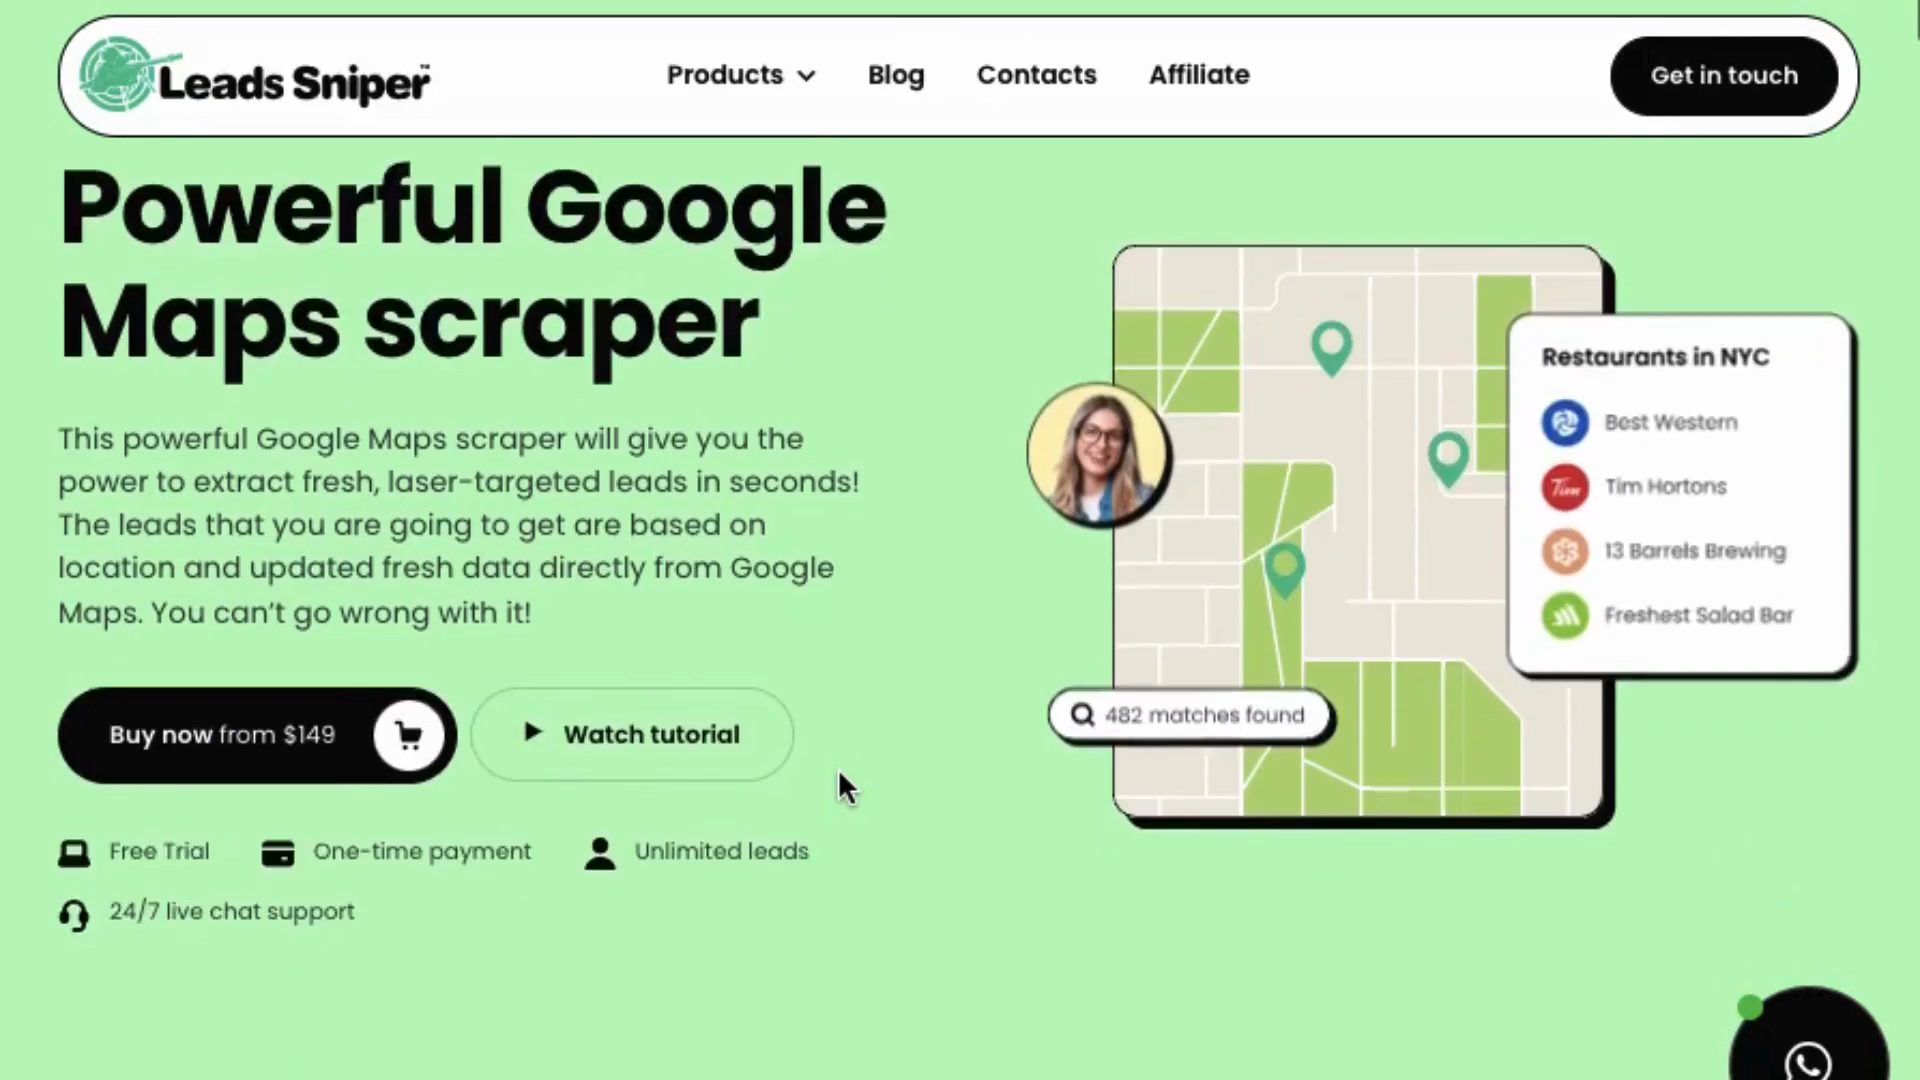 Leads Sniper™
Products
Blog
Contacts
Affiliate
Get in touch
Powerful Google
Maps scraper
This powerful Google Maps scraper will give you the
power to extract fresh, laser-targeted leads in seconds!
The leads that you are going to get are based on
location and updated fresh data directly from Google
Maps. You can’t go wrong with it!
Buy now from $149
Watch tutorial
Free Trial
One-time payment
Unlimited leads
24/7 live chat support
Restaurants in NYC
Best Western
Tim
Tim Hortons
13 Barrels Brewing
Freshest Salad Bar
482 matches found